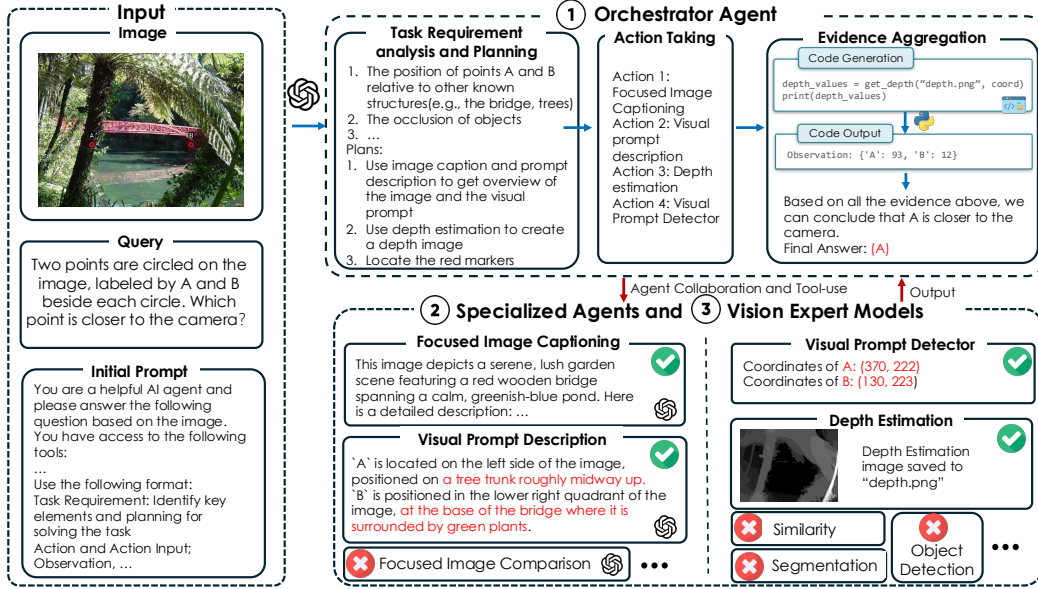 Input
Image
A
B
Query
Two points are circled on the
image, labeled by A and B
beside each circle. Which
point is closer to the camera?
Initial Prompt
You are a helpful AI agent and
please answer the following
question based on the image.
You have access to the following
tools:
...
Use the following format:
Task Requirement: Identify key
elements and planning for
solving the task
Action and Action Input;
Observation, ...
1 Orchestrator Agent
Task Requirement
analysis and Planning
1. The position of points A and B
relative to other known
structures(e.g., the bridge, trees)
2. The occlusion of objects
3. ...
Plans:
1. Use image caption and prompt
description to get overview of
the image and the visual
prompt
2. Use depth estimation to create
a depth image
3. Locate the red markers
Action Taking
Action 1:
Focused Image
Captioning
Action 2: Visual
prompt
description
Action 3: Depth
estimation
Action 4: Visual
Prompt Detector
Evidence Aggregation
Code Generation
depth_values = get_depth(“depth.png”, coord)
print(depth_values)
Code Output
Observation: {'A': 93, 'B': 12}
Based on all the evidence above, we
can conclude that A is closer to the
camera.
Final Answer: (A)
Agent Collaboration and Tool-use
Output
2 Specialized Agents and 3 Vision Expert Models
Focused Image Captioning
This image depicts a serene, lush garden
scene featuring a red wooden bridge
spanning a calm, greenish-blue pond. Here
is a detailed description: ...
Visual Prompt Description
`A` is located on the left side of the image,
positioned on a tree trunk roughly midway up.
`B` is positioned in the lower right quadrant of the
image, at the base of the bridge where it is
surrounded by green plants.
Focused Image Comparison
...
Visual Prompt Detector
Coordinates of A: (370, 222)
Coordinates of B: (130, 223)
Depth Estimation
Depth Estimation
image saved to
“depth.png”
Similarity
Segmentation
Object
Detection
...